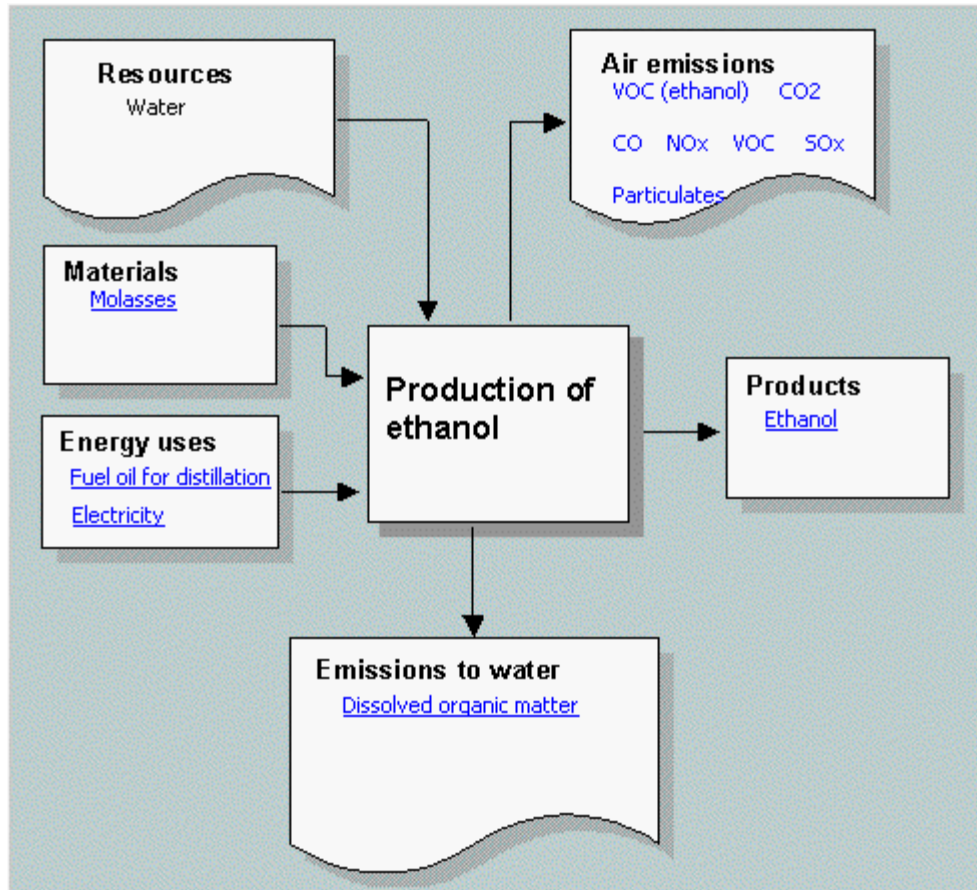 Resources
Water
Air emissions
VOC (ethanol) CO2
CO NOx VOC SOx
Particulates
Materials
Molasses
Energy uses
Fuel oil for distillation
Electricity
Production of
ethanol
Products
Ethanol
Emissions to water
Dissolved organic matter